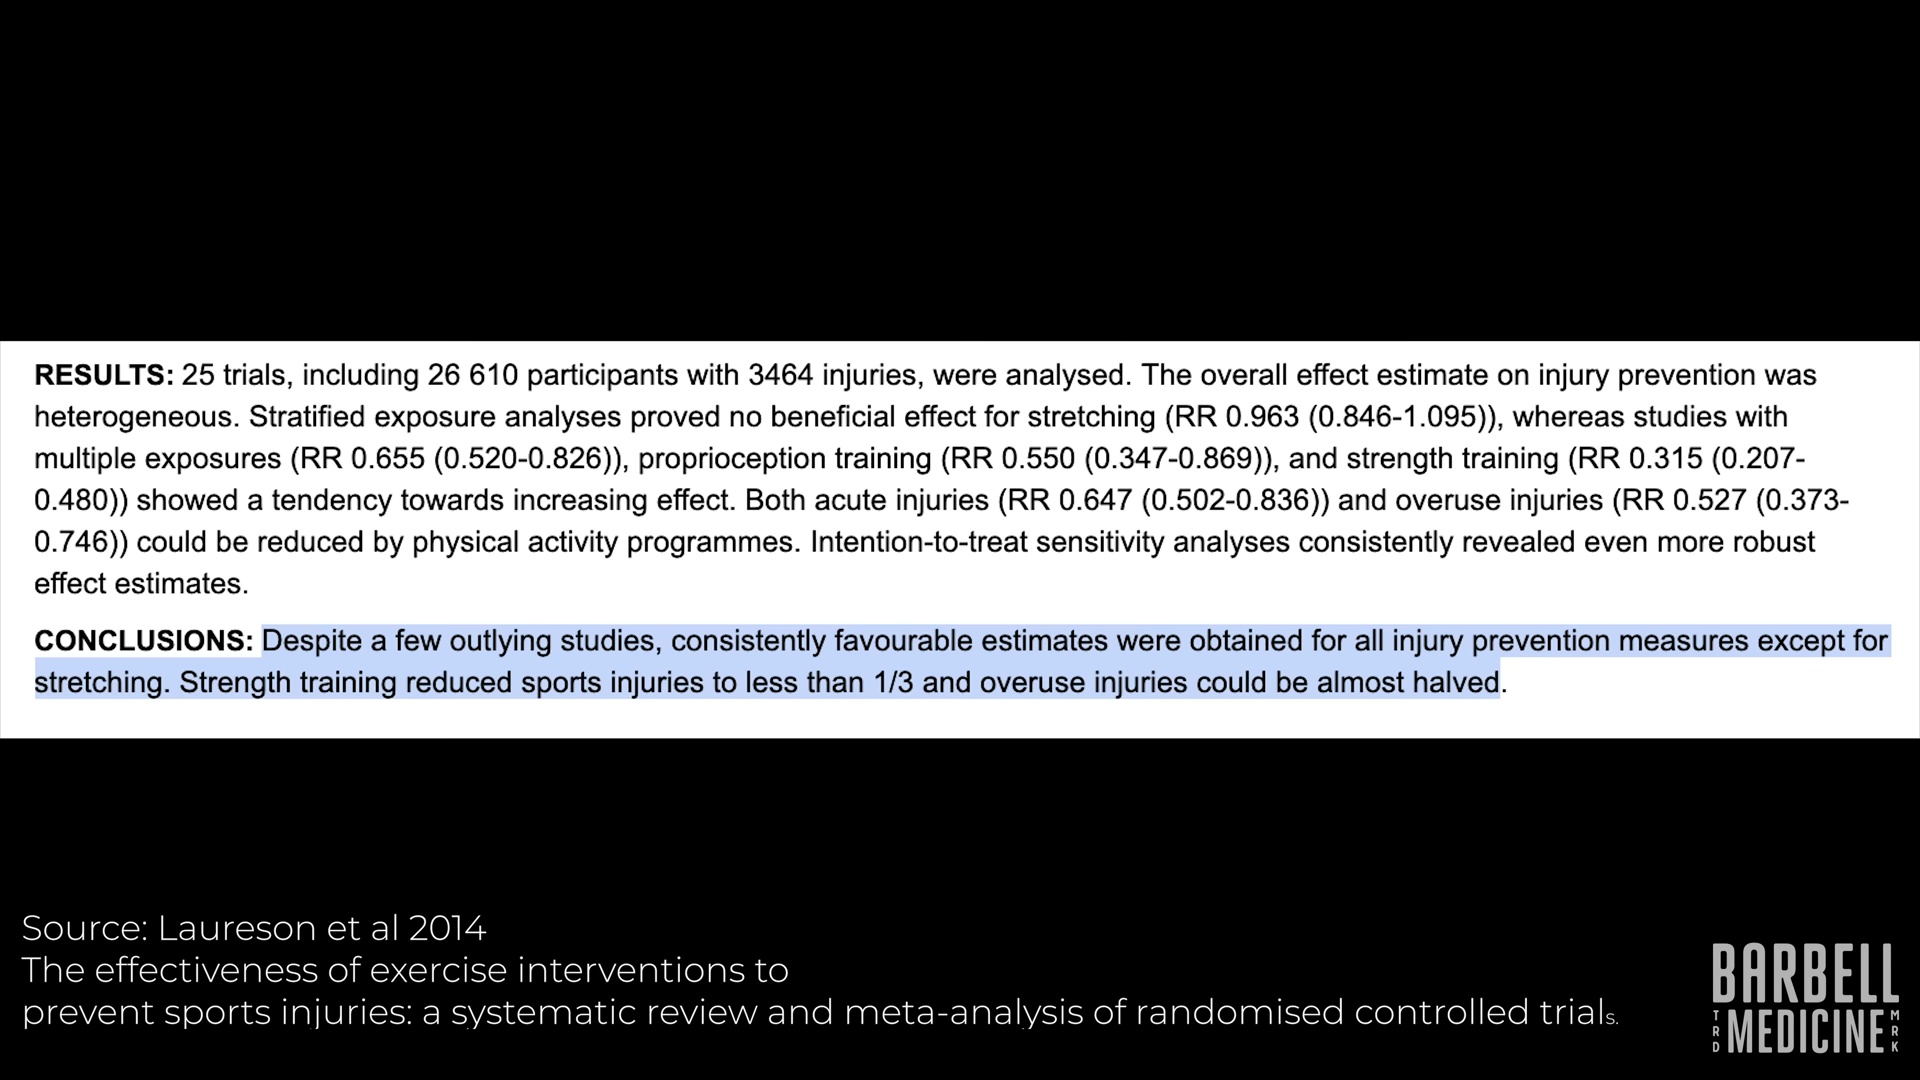 RESULTS: 25 trials, including 26 610 participants with 3464 injuries, were analysed. The overall effect estimate on injury prevention was
heterogeneous. Stratified exposure analyses proved no beneficial effect for stretching (RR 0.963 (0.846-1.095)), whereas studies with
multiple exposures (RR 0.655 (0.520-0.826)), proprioception training (RR 0.550 (0.347-0.869)), and strength training (RR 0.315 (0.207-
0.480)) showed a tendency towards increasing effect. Both acute injuries (RR 0.647 (0.502-0.836)) and overuse injuries (RR 0.527 (0.373-
0.746)) could be reduced by physical activity programmes. Intention-to-treat sensitivity analyses consistently revealed even more robust
effect estimates.
CONCLUSIONS: Despite a few outlying studies, consistently favourable estimates were obtained for all injury prevention measures except for
stretching. Strength training reduced sports injuries to less than 1/3 and overuse injuries could be almost halved.
Source: Laureson et al 2014
The effectiveness of exercise interventions to
prevent sports injuries: a systematic review and meta-analysis of randomised controlled trials.
BARBELL
TRD MEDICINE MRK